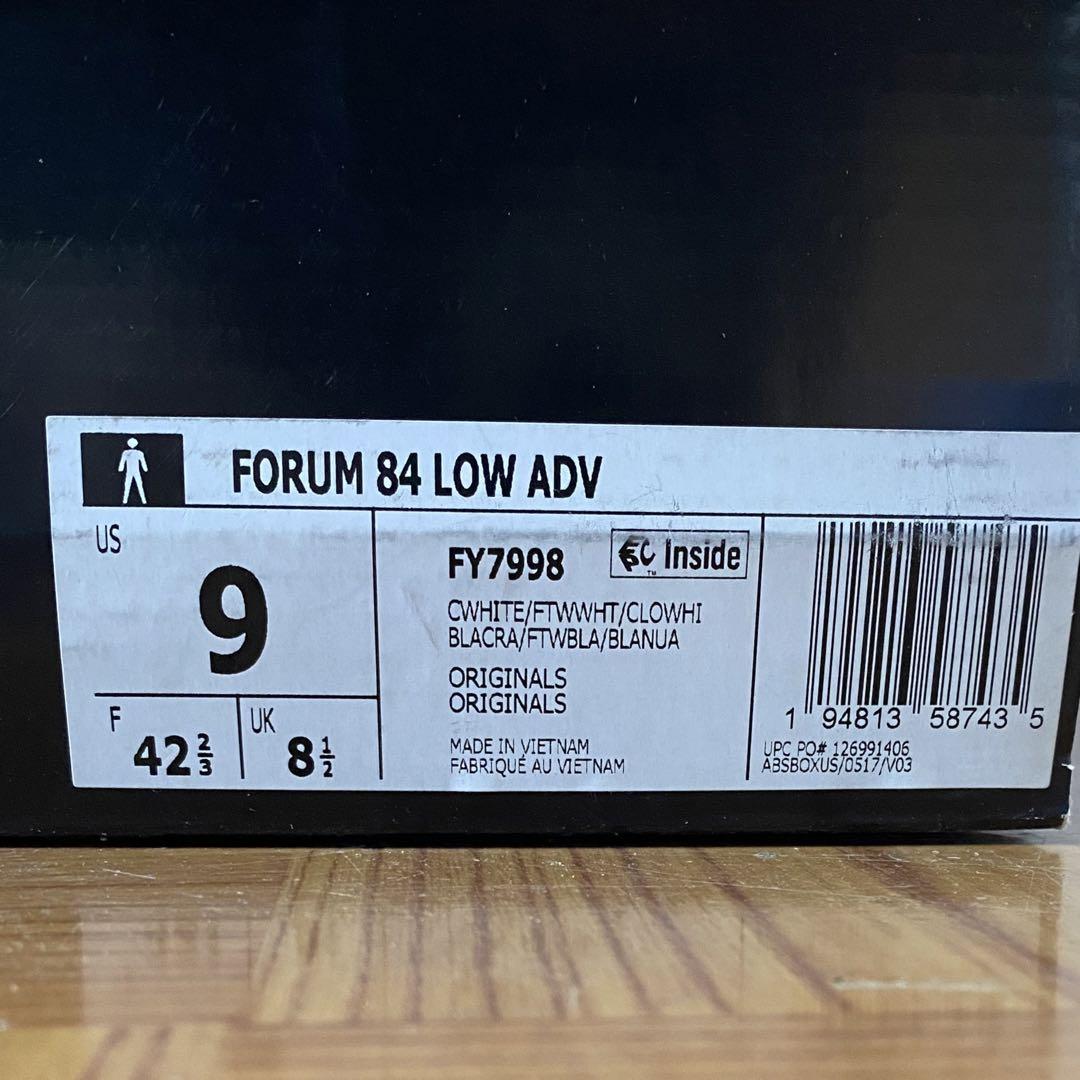 FORUM 84 LOW ADV
US
9
F
42 2/3
UK
8 1/2
FY7998
Inside
CWHITE/FTWWHT/CLOWHI
BLACRA/FTWBLA/BLANUA
ORIGINALS
ORIGINALS
MADE IN VIETNAM
FABRIQUÉ AU VIETNAM
1 94813 58743 5
UPC PO# 126991406
ABSBOXUS/0517/V03